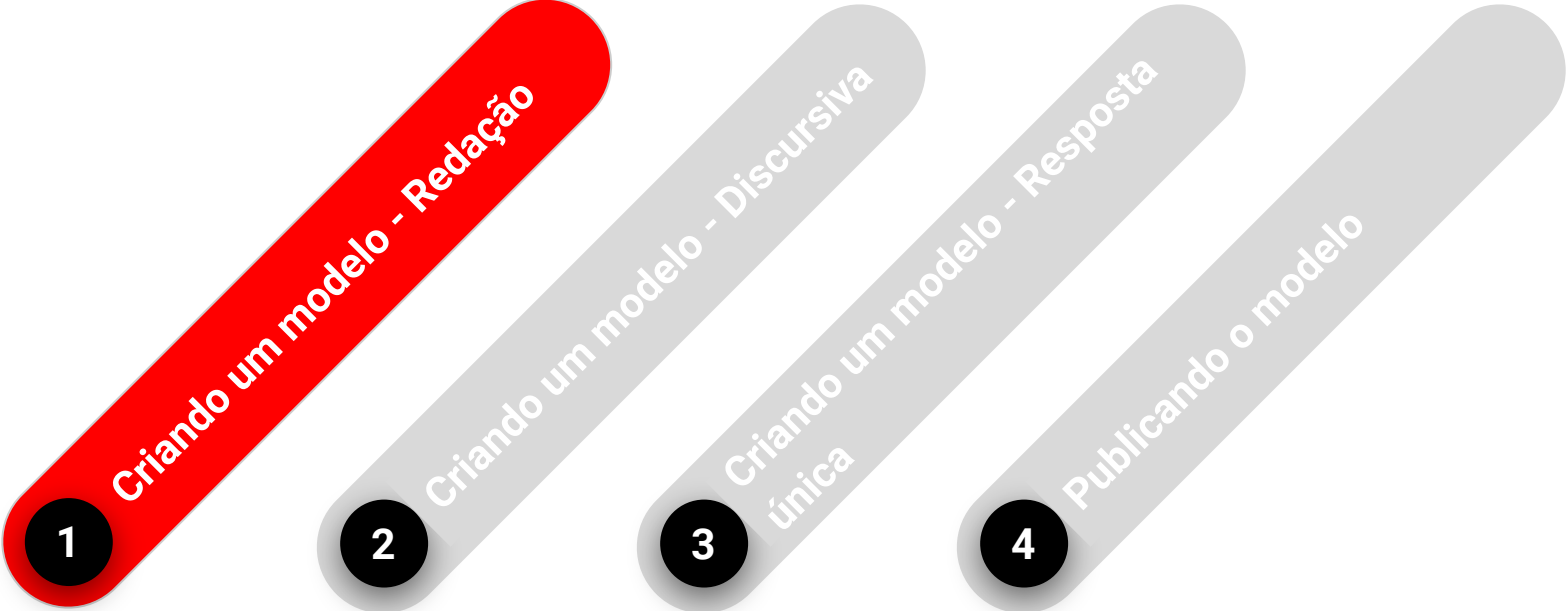 1
Criando um modelo - Redação
2
Criando um modelo - Discursiva
3
Criando um modelo - Resposta
única
4
Publicando o modelo